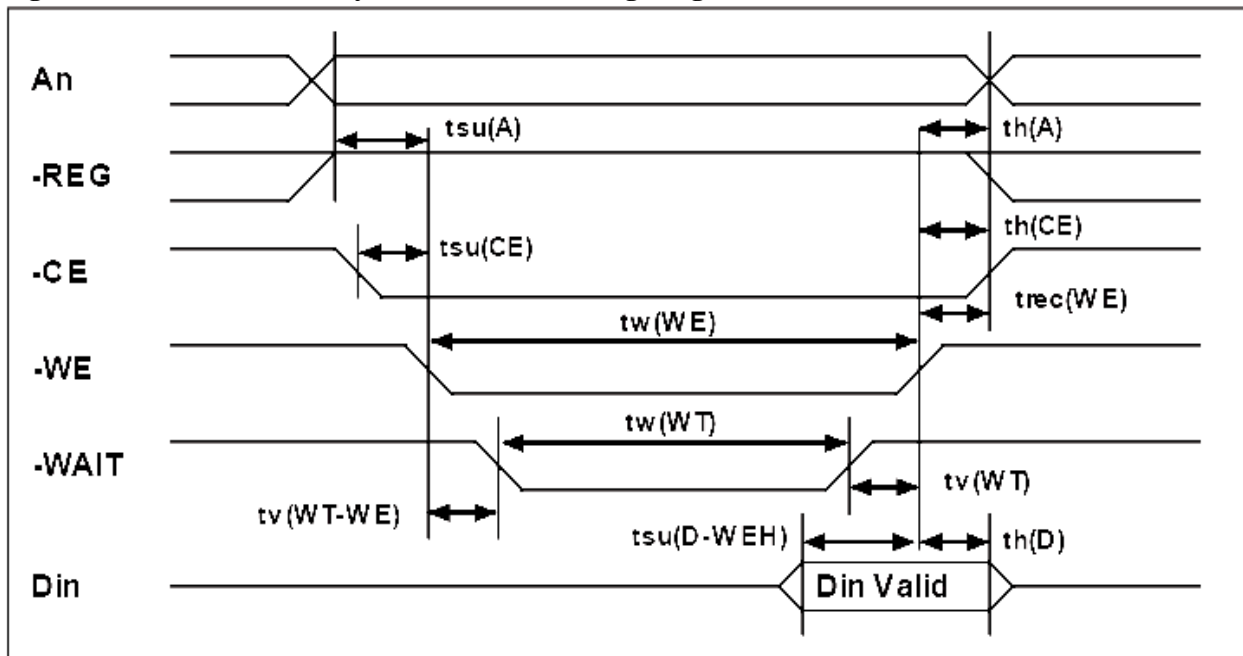 An
tsu(A)
th(A)
-REG
th(CE)
tsu(CE)
-CE
trec(WE)
tw(WE)
-WE
tw(WT)
-WAIT
tv(WT)
tv(WT-WE)
tsu(D-WEH)
th(D)
Din
Din Valid